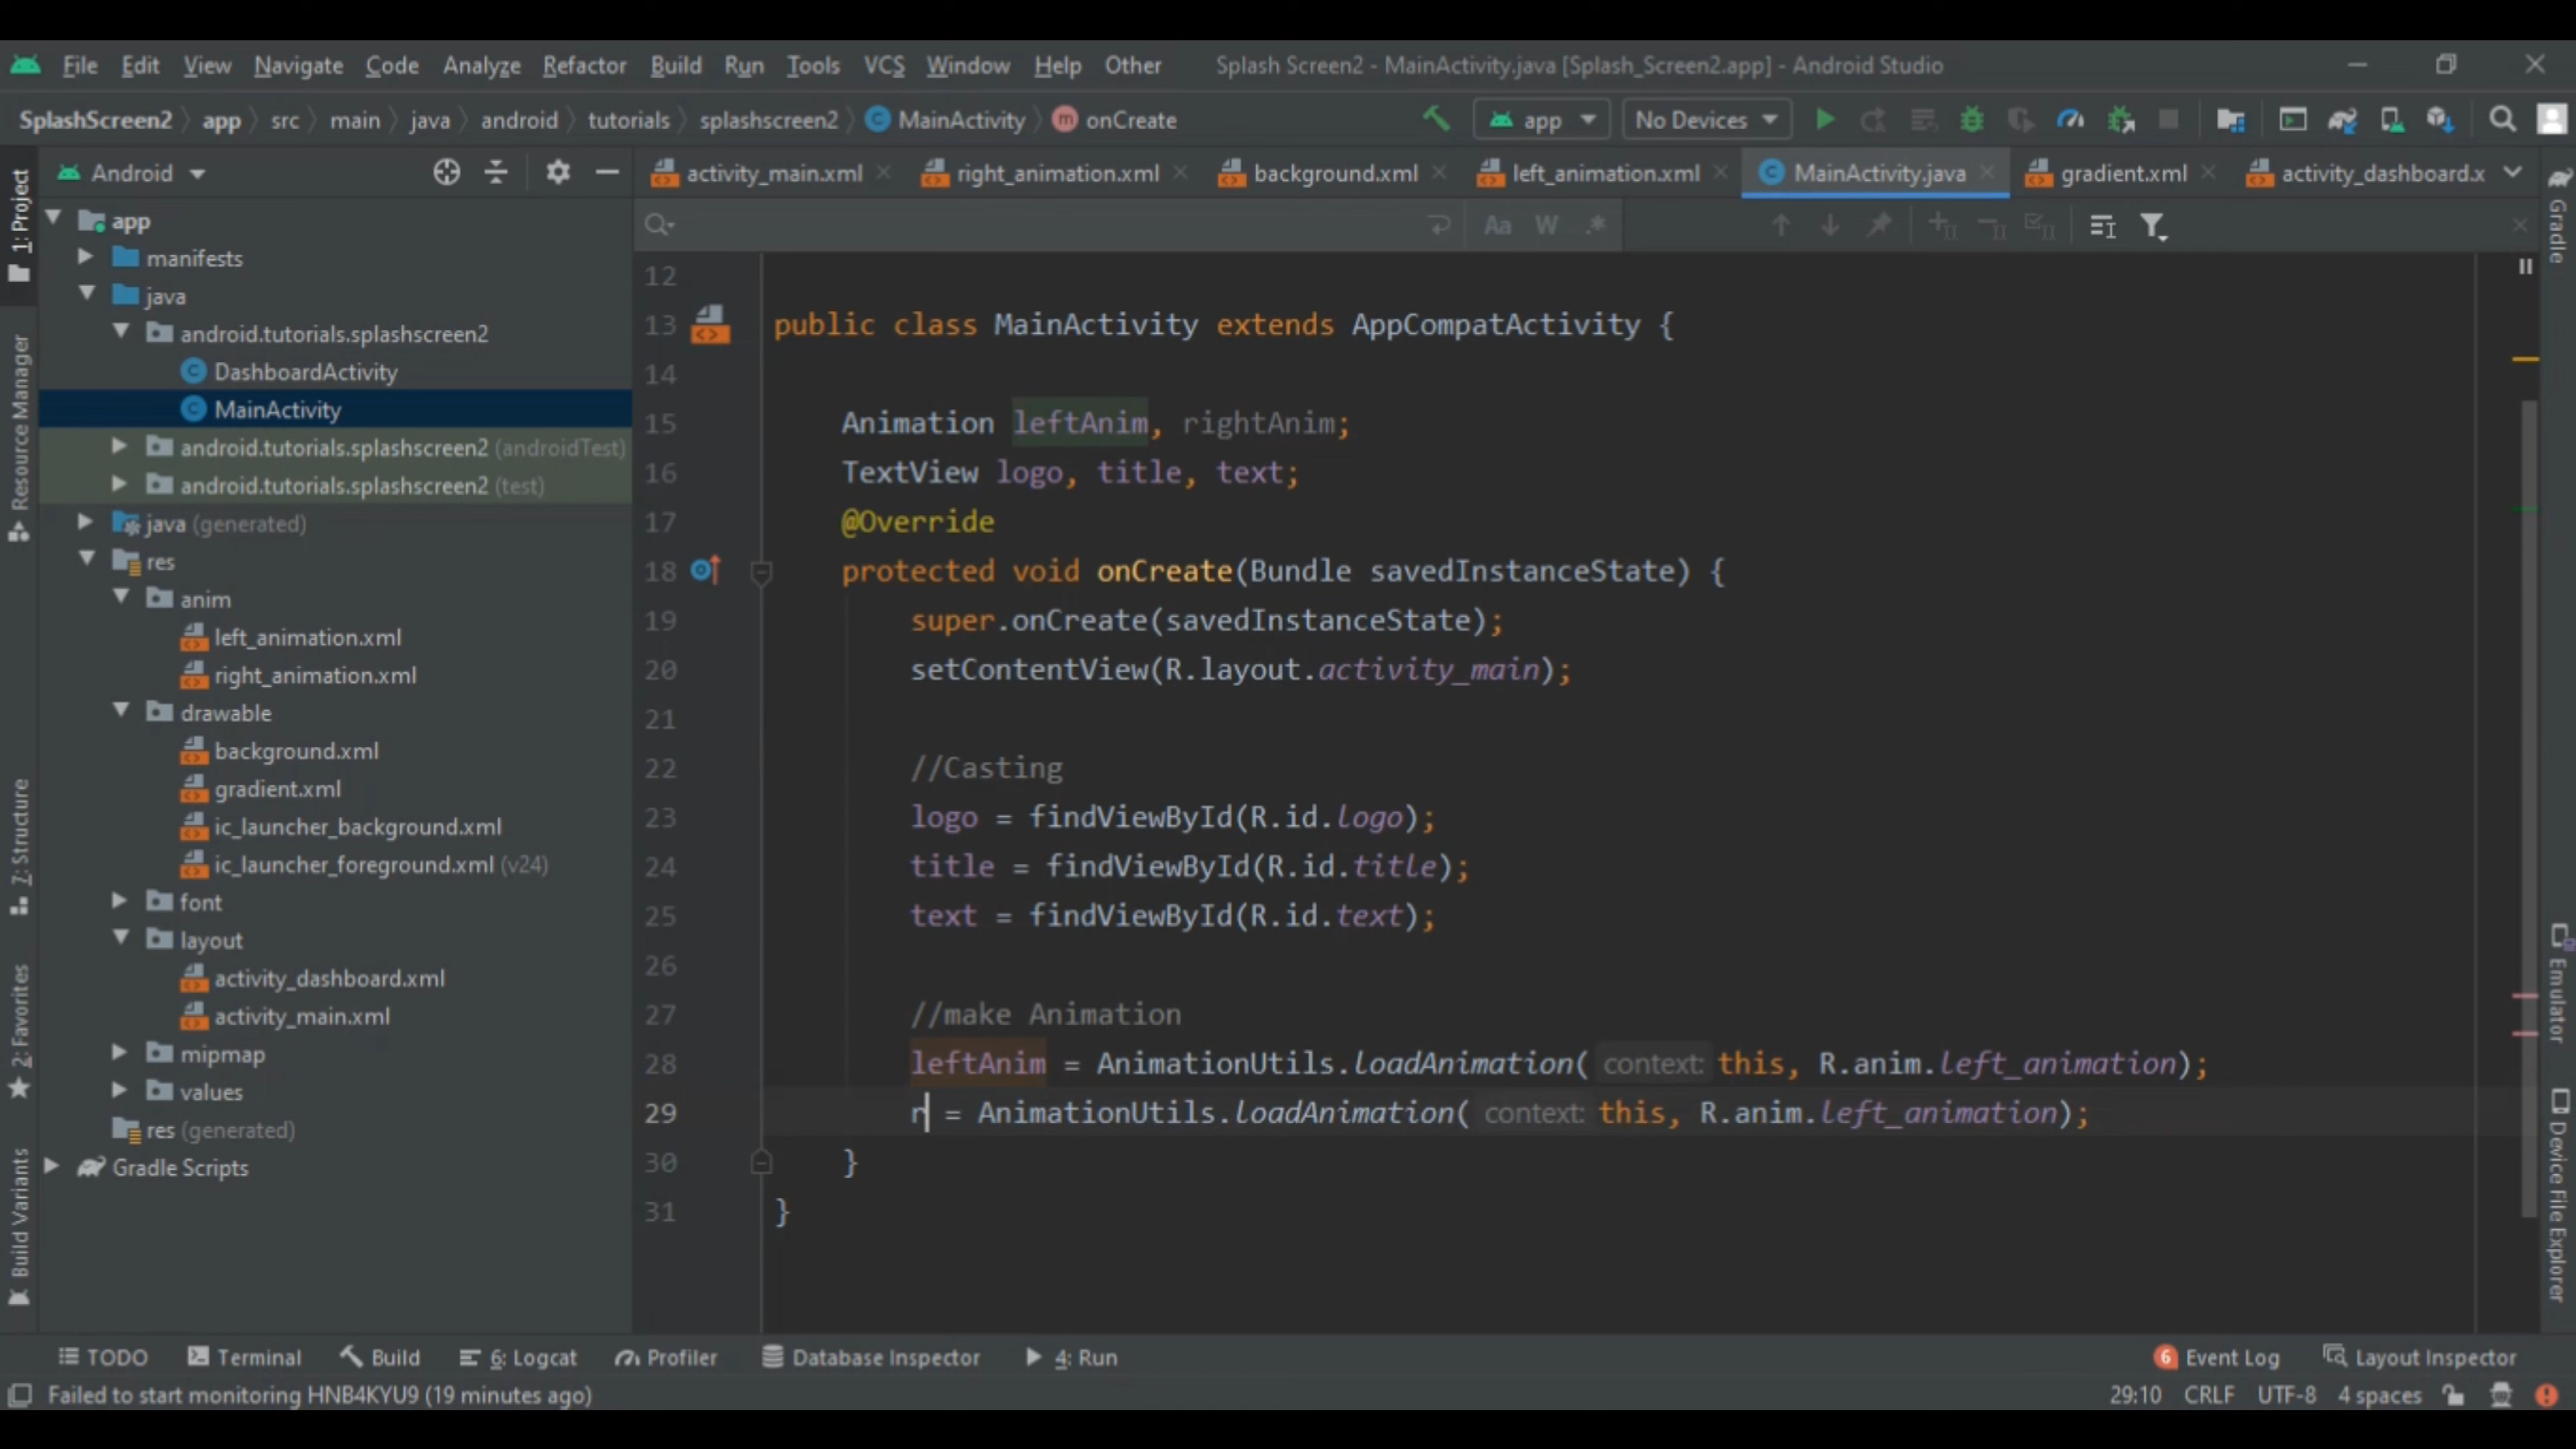 File Edit View Navigate Code Analyze Refactor Build Run Tools VCS Window Help Other Splash Screen2 - MainActivity.java [Splash_Screen2.app] - Android Studio
SplashScreen2 app src main java android tutorials splashscreen2 MainActivity onCreate app No Devices
Android
activity_main.xml right_animation.xml background.xml left_animation.xml MainActivity.java gradient.xml activity_dashboard.x
Aa W .*
1: Project
Resource Manager
7: Structure
2: Favorites
Build Variants
app
manifests
java
android.tutorials.splashscreen2
DashboardActivity
MainActivity
android.tutorials.splashscreen2 (androidTest)
android.tutorials.splashscreen2 (test)
java (generated)
res
anim
left_animation.xml
right_animation.xml
drawable
background.xml
gradient.xml
ic_launcher_background.xml
ic_launcher_foreground.xml (v24)
font
layout
activity_dashboard.xml
activity_main.xml
mipmap
values
res (generated)
Gradle Scripts
12
13 public class MainActivity extends AppCompatActivity {
14
15 Animation leftAnim, rightAnim;
16 TextView logo, title, text;
17 @Override
18 protected void onCreate(Bundle savedInstanceState) {
19 super.onCreate(savedInstanceState);
20 setContentView(R.layout.activity_main);
21
22 //Casting
23 logo = findViewById(R.id.logo);
24 title = findViewById(R.id.title);
25 text = findViewById(R.id.text);
26
27 //make Animation
28 leftAnim = AnimationUtils.loadAnimation( context: this, R.anim.left_animation);
29 r = AnimationUtils.loadAnimation( context: this, R.anim.left_animation);
30 }
31 }
Gradle
Emulator
Device File Explorer
TODO Terminal Build 6: Logcat Profiler Database Inspector 4: Run 6 Event Log Layout Inspector
Failed to start monitoring HNB4KYU9 (19 minutes ago) 29:10 CRLF UTF-8 4 spaces